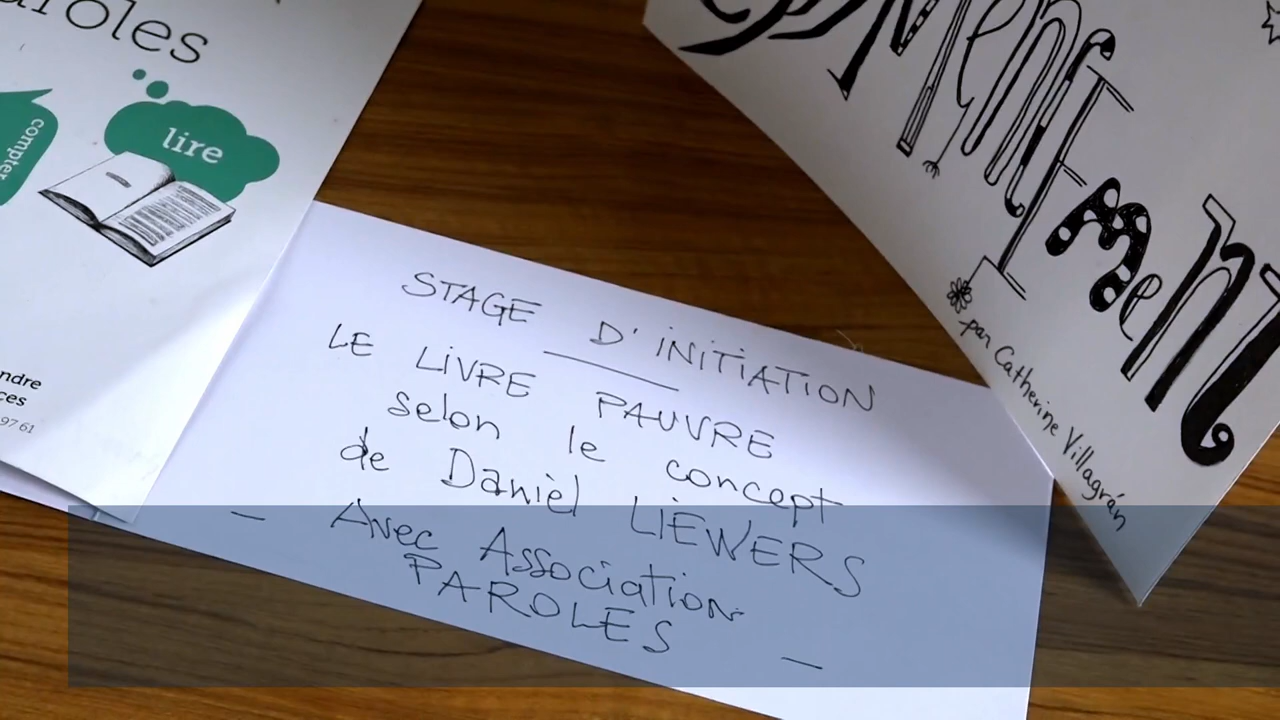 roles
compter
lire
ndre
ces
97 61
STAGE D'INITIATION
LE LIVRE PAUVRE
selon le concept
de Daniel LIEWERS
- Avec Association
PAROLES -
par Catherine Villagrán